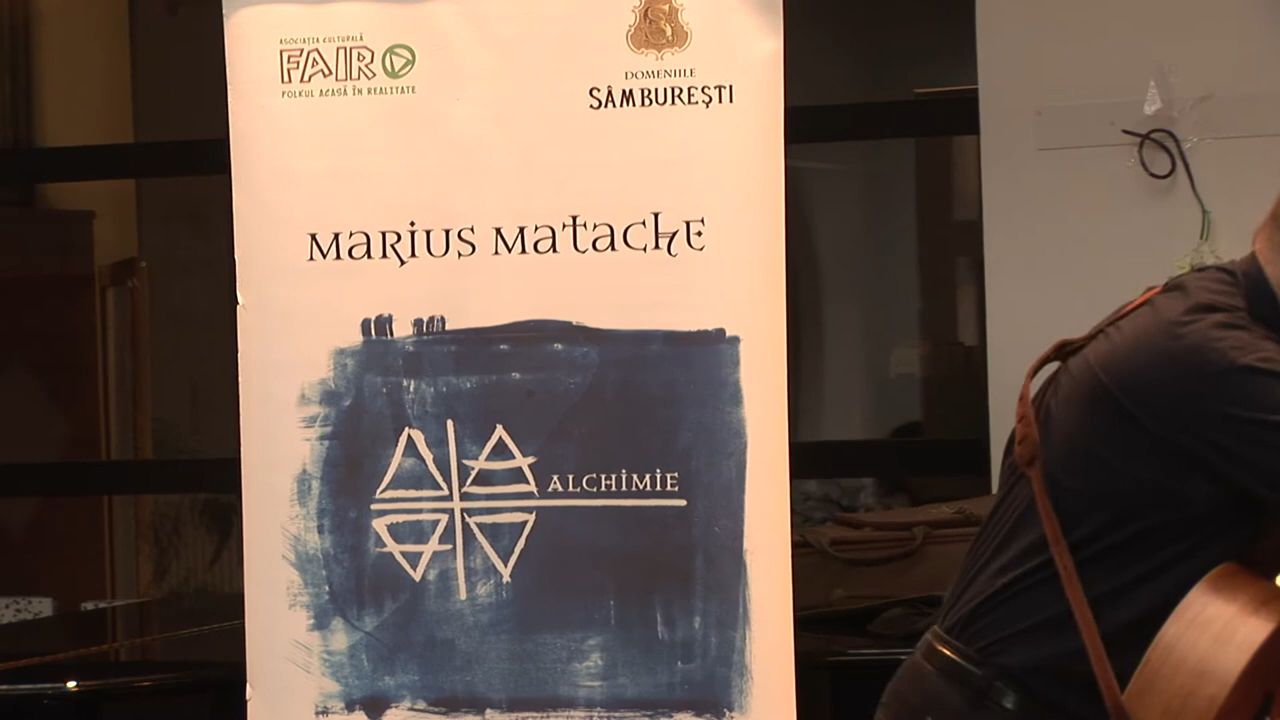 ASOCIAȚIA CULTURALĂ
FAIR
FOLKUL ACASĂ ÎN REALITATE
S
DOMENIILE
SÂMBUREȘTI
MARIUS MATACHE
ALCHIMIE